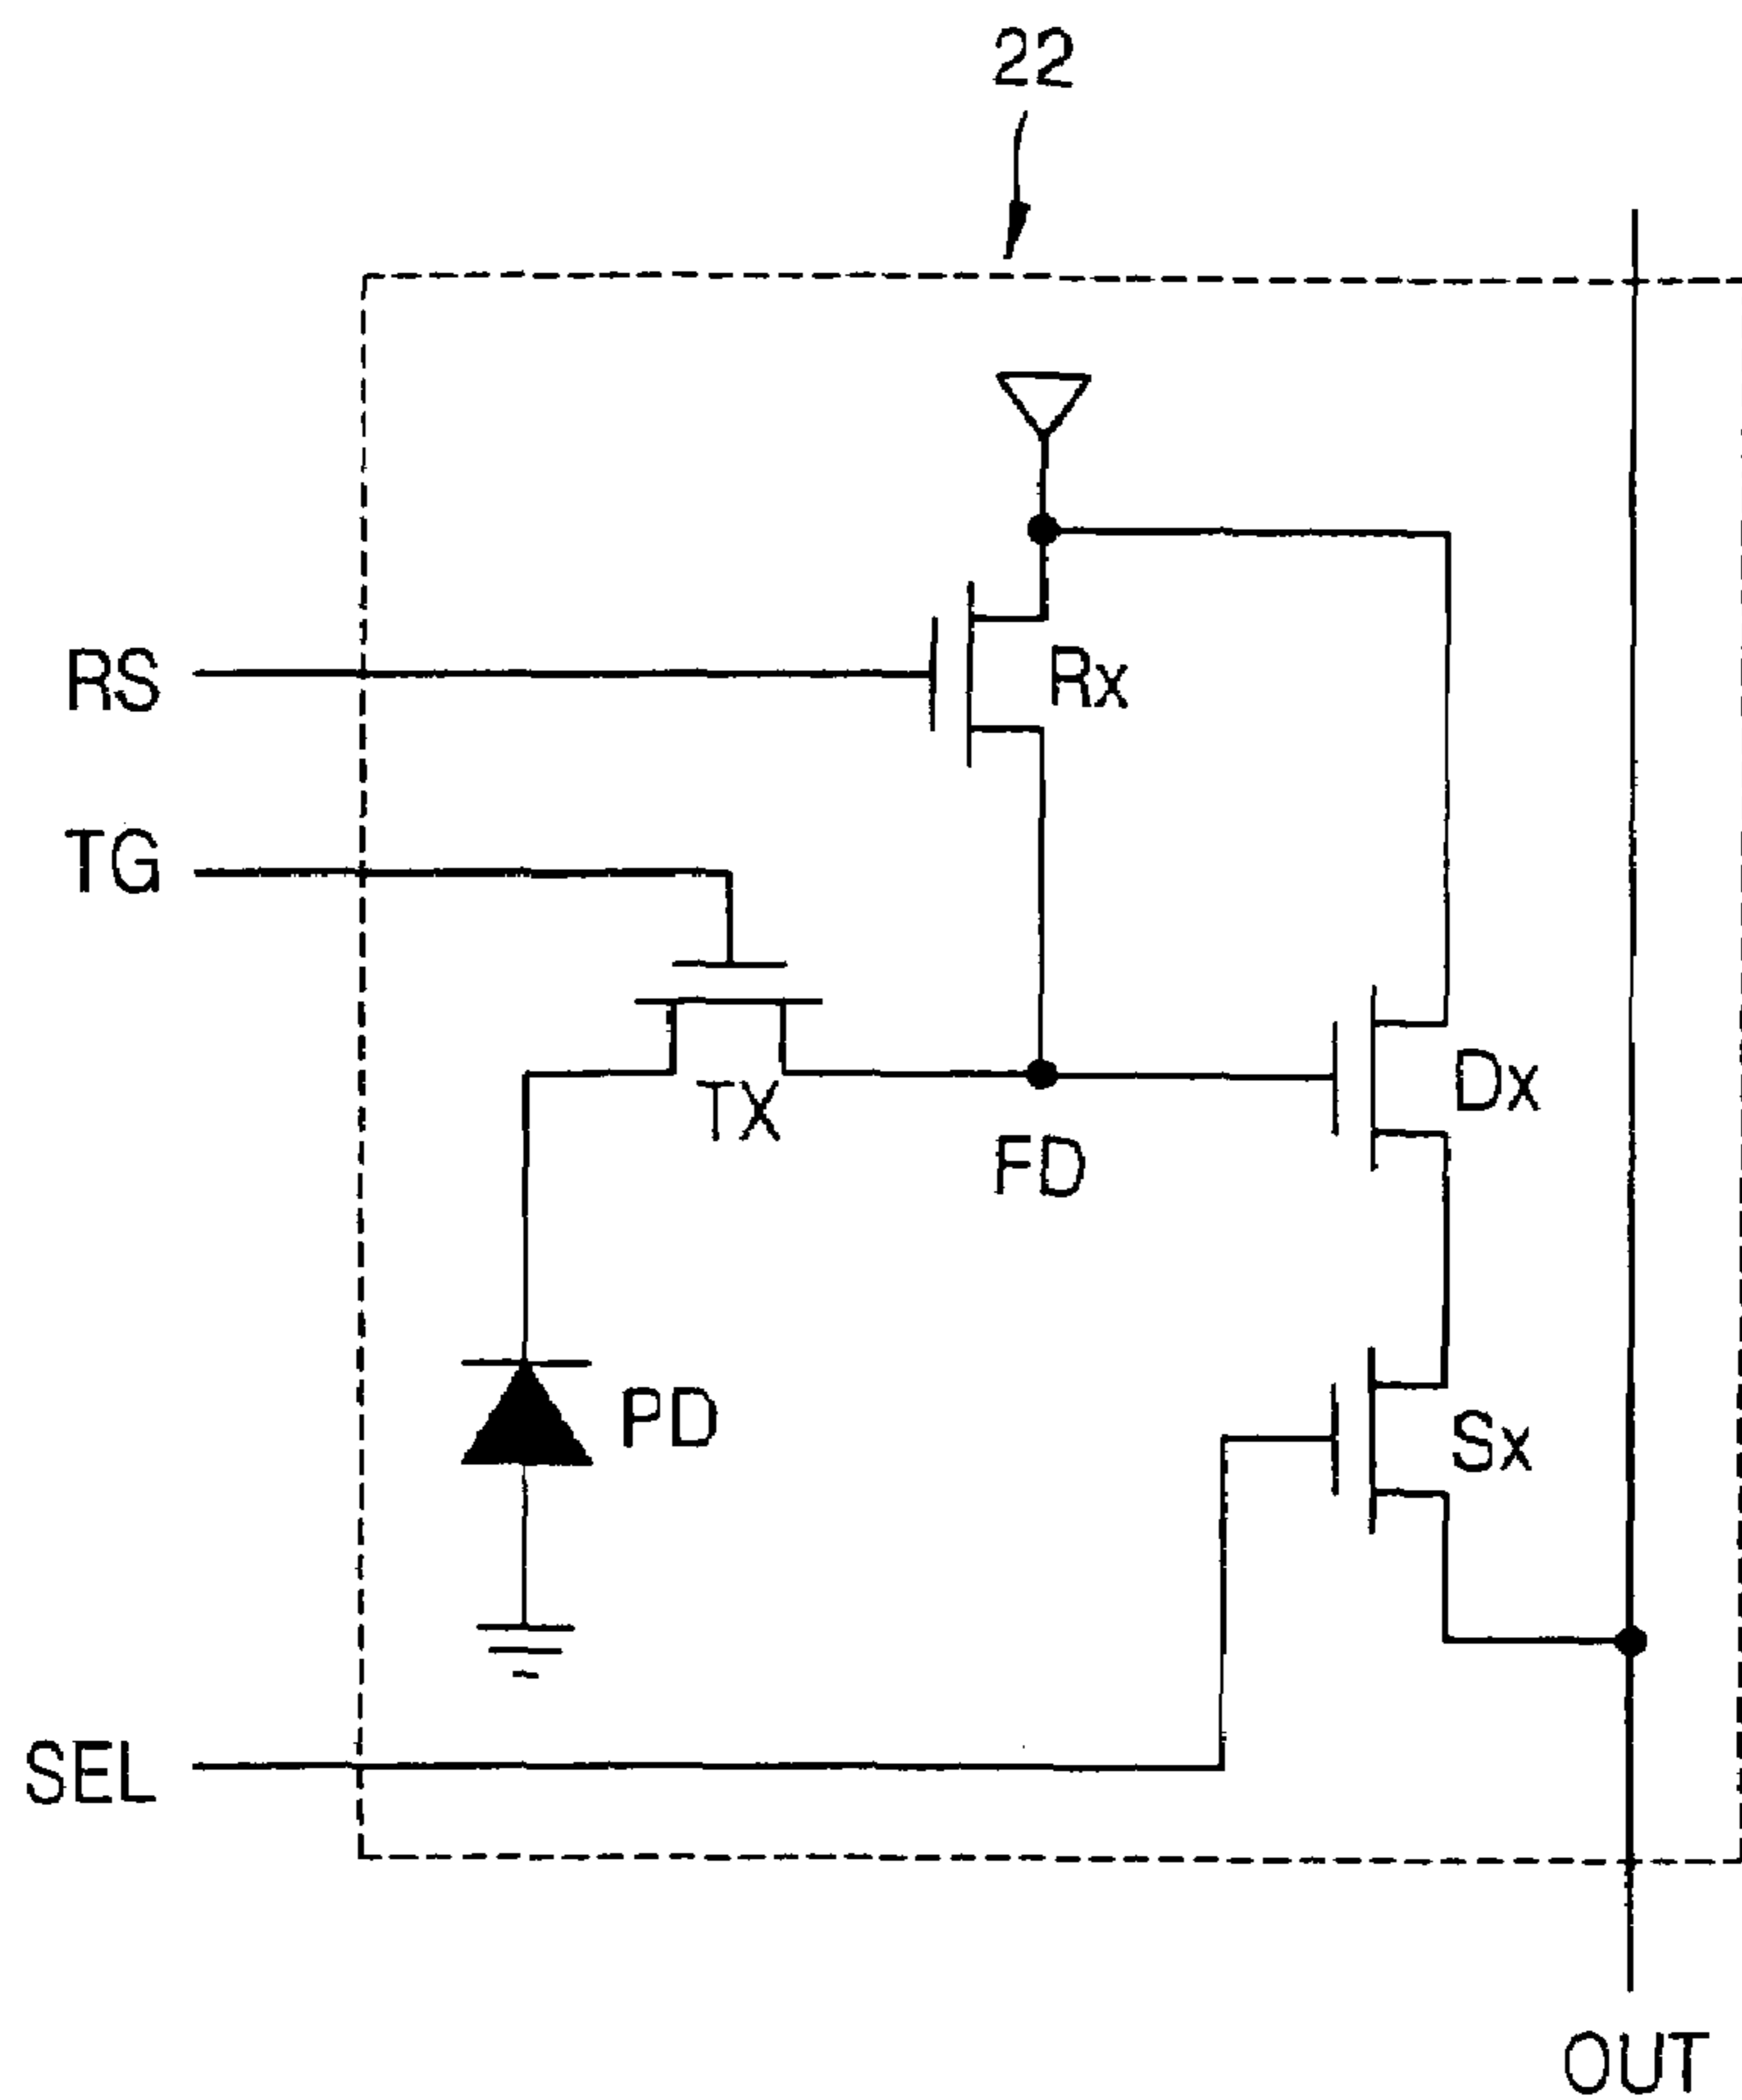 22
RS
Rx
TG
TX
FD
Dx
PD
Sx
SEL
OUT